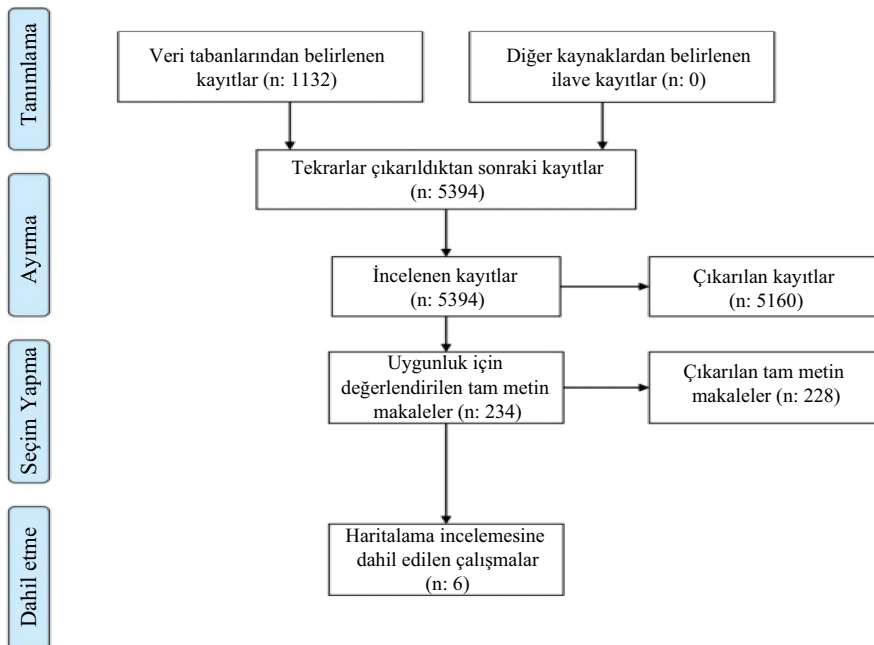 Tanımlama
Veri tabanlarından belirlenen
kayıtlar (n: 1132)
Diğer kaynaklardan belirlenen
ilave kayıtlar (n: 0)
Tekrarlar çıkarıldıktan sonraki kayıtlar
(n: 5394)
Ayırma
İncelenen kayıtlar
(n: 5394)
Çıkarılan kayıtlar
(n: 5160)
Seçim Yapma
Uygunluk için
değerlendirilen tam metin
makaleler (n: 234)
Çıkarılan tam metin
makaleler (n: 228)
Dahil etme
Haritalama incelemesine
dahil edilen çalışmalar
(n: 6)